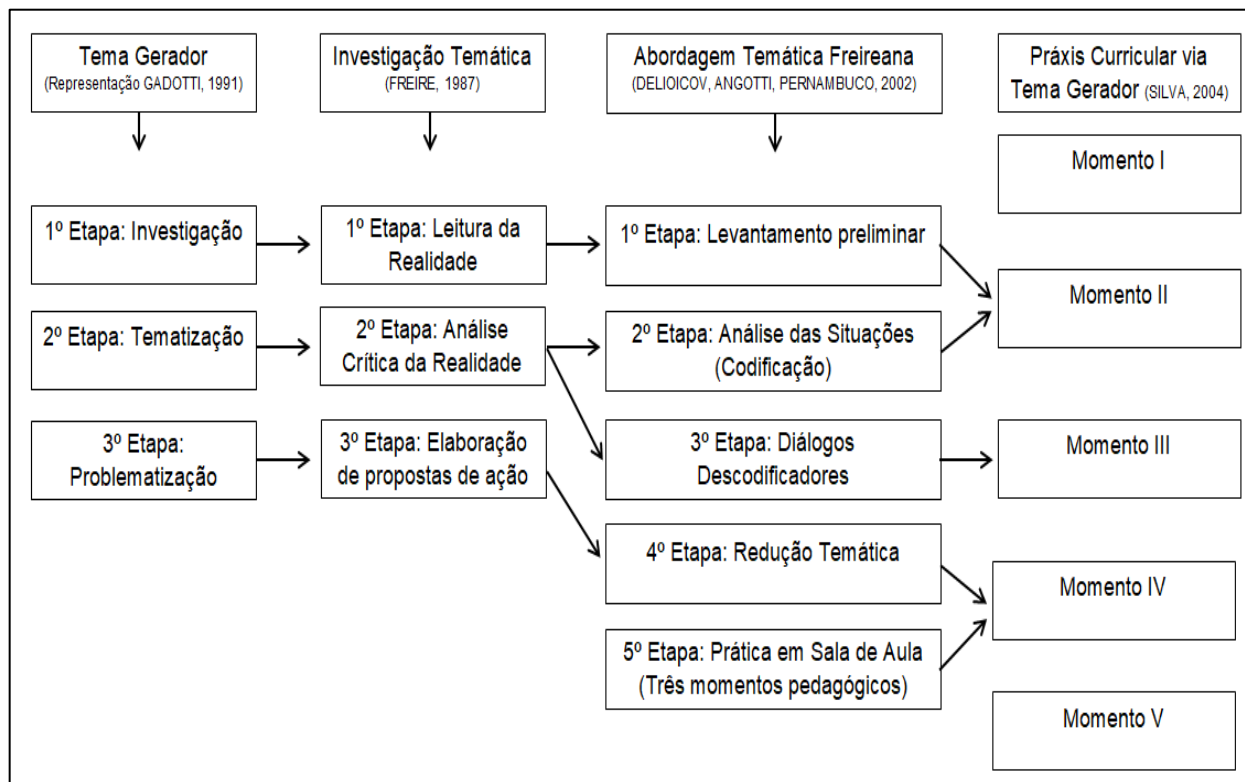 Tema Gerador
(Representação GADOTTI, 1991)
Investigação Temática
(FREIRE, 1987)
Abordagem Temática Freireana
(DELIOICOV, ANGOTTI, PERNAMBUCO, 2002)
Práxis Curricular via
Tema Gerador (SILVA, 2004)
Momento I
1º Etapa: Investigação
1º Etapa: Leitura da
Realidade
1º Etapa: Levantamento preliminar
Momento II
2º Etapa: Tematização
2º Etapa: Análise
Crítica da Realidade
2º Etapa: Análise das Situações
(Codificação)
3º Etapa:
Problematização
3º Etapa: Elaboração
de propostas de ação
3º Etapa: Diálogos
Descodificadores
Momento III
4º Etapa: Redução Temática
Momento IV
5º Etapa: Prática em Sala de Aula
(Três momentos pedagógicos)
Momento V